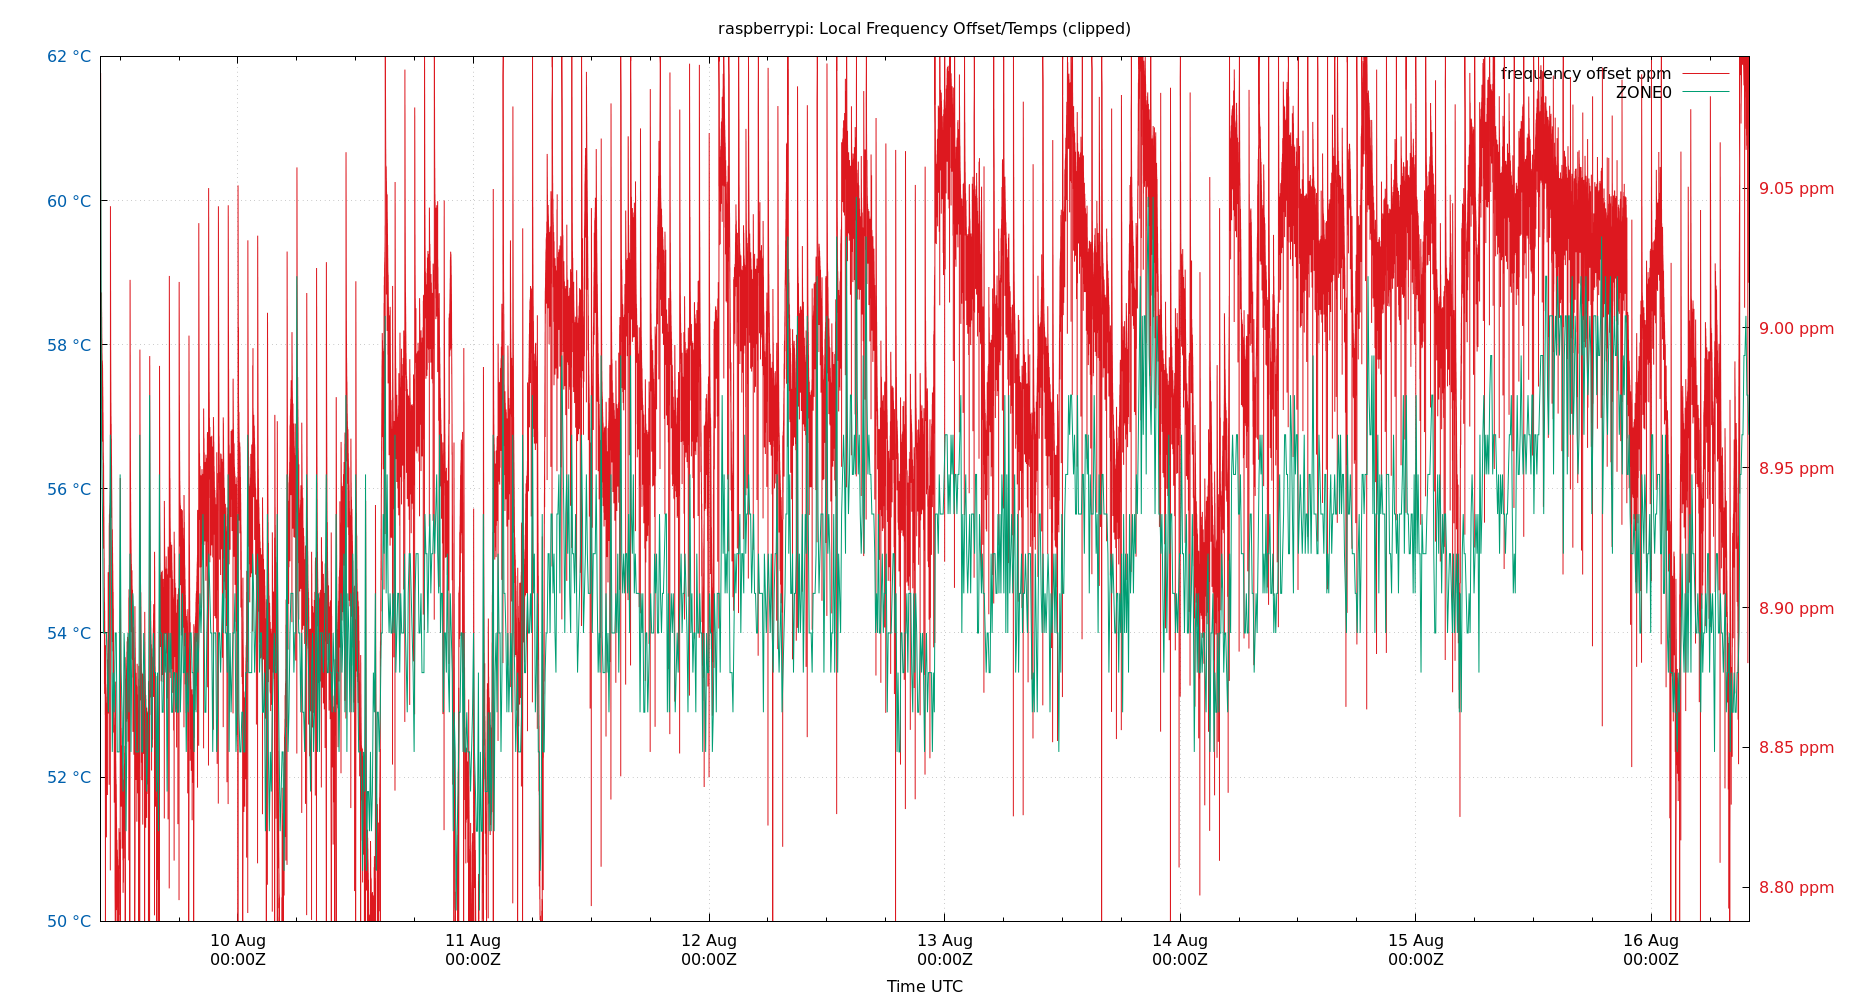 raspberrypi: Local Frequency Offset/Temps (clipped)
62 °C
60 °C
58 °C
56 °C
54 °C
52 °C
50 °C
frequency offset ppm
ZONE0
9.05 ppm
9.00 ppm
8.95 ppm
8.90 ppm
8.85 ppm
8.80 ppm
10 Aug
00:00Z
11 Aug
00:00Z
12 Aug
00:00Z
13 Aug
00:00Z
14 Aug
00:00Z
15 Aug
00:00Z
16 Aug
00:00Z
Time UTC